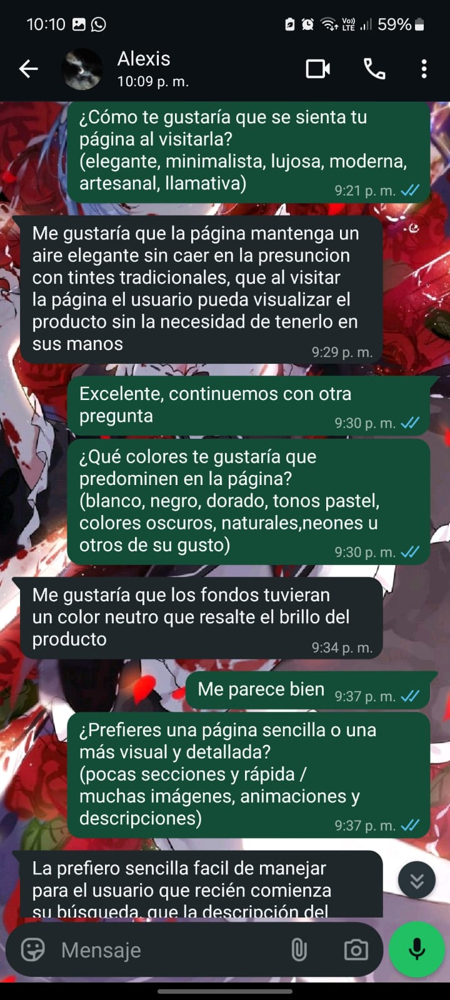 10:10
Vo))
LTE
59%
Alexis
10:09 p. m.
¿Cómo te gustaría que se sienta tu
página al visitarla?
(elegante, minimalista, lujosa, moderna,
artesanal, llamativa)
9:21 p. m.
Me gustaría que la página mantenga un
aire elegante sin caer en la presuncion
con tintes tradicionales, que al visitar
la página el usuario pueda visualizar el
producto sin la necesidad de tenerlo en
sus manos
9:29 p. m.
Excelente, continuemos con otra
pregunta
9:30 p. m.
¿Qué colores te gustaría que
predominen en la página?
(blanco, negro, dorado, tonos pastel,
colores oscuros, naturales,neones u
otros de su gusto)
9:30 p. m.
Me gustaría que los fondos tuvieran
un color neutro que resalte el brillo del
producto
9:34 p. m.
Me parece bien
9:37 p. m.
¿Prefieres una página sencilla o una
más visual y detallada?
(pocas secciones y rápida /
muchas imágenes, animaciones y
descripciones)
9:37 p. m.
La prefiero sencilla facil de manejar
para el usuario que recién comienza
su búsqueda, que la descripción del
Mensaje